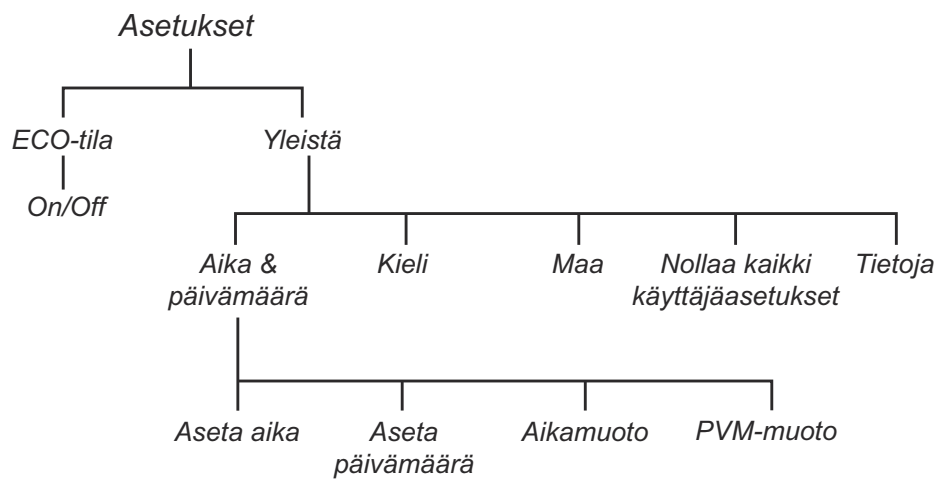 Asetukset
ECO-tila
Yleistä
On/Off
Aika &
päivämäärä
Kieli
Maa
Nollaa kaikki
käyttäjäasetukset
Tietoja
Aseta aika
Aseta
päivämäärä
Aikamuoto
PVM-muoto